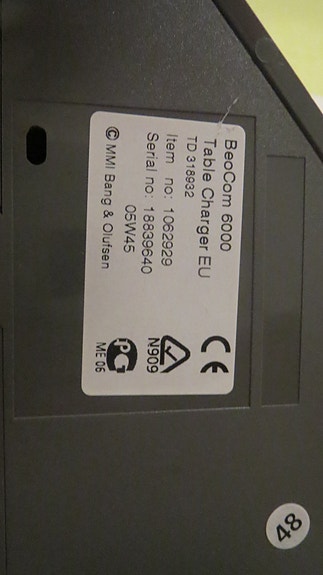 BeoCom 6000
Table Charger EU
TD 318932
Item no: 1062929
Serial no: 18839640
05W45
© MMI Bang & Olufsen
CE
N909
PG
ME 06
48